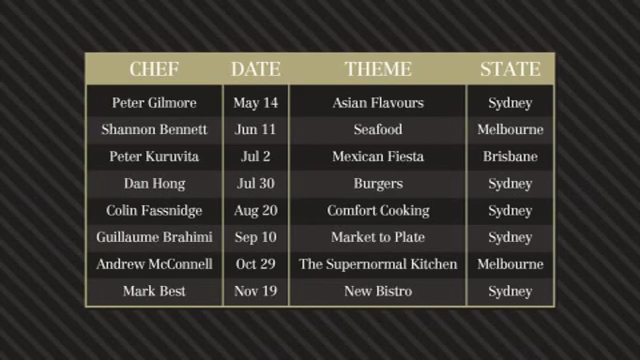 CHEF DATE THEME STATE
Peter Gilmore May 14 Asian Flavours Sydney
Shannon Bennett Jun 11 Seafood Melbourne
Peter Kuruvita Jul 2 Mexican Fiesta Brisbane
Dan Hong Jul 30 Burgers Sydney
Colin Fassnidge Aug 20 Comfort Cooking Sydney
Guillaume Brahimi Sep 10 Market to Plate Sydney
Andrew McConnell Oct 29 The Supernormal Kitchen Melbourne
Mark Best Nov 19 New Bistro Sydney